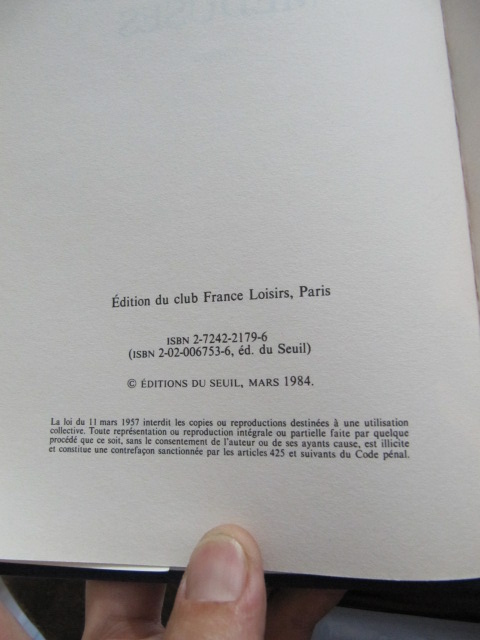 Édition du club France Loisirs, Paris
ISBN 2-7242-2179-6
(ISBN 2-02-006753-6, éd. du Seuil)
© ÉDITIONS DU SEUIL, MARS 1984.
La loi du 11 mars 1957 interdit les copies ou reproductions destinées à une utilisation
collective. Toute représentation ou reproduction intégrale ou partielle faite par quelque
procédé que ce soit, sans le consentement de l'auteur ou de ses ayants cause, est illicite
et constitue une contrefaçon sanctionnée par les articles 425 et suivants du Code pénal.